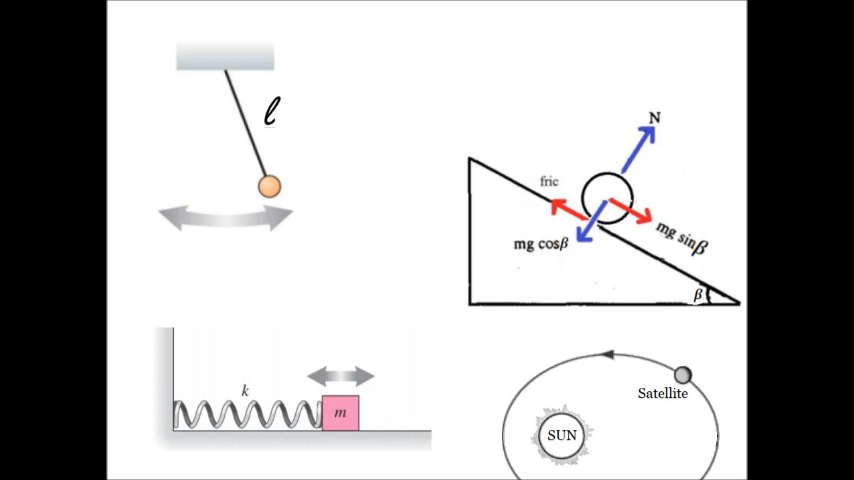 ℓ
N
fric
mg sinβ
mg cosβ
β
k
m
Satellite
SUN